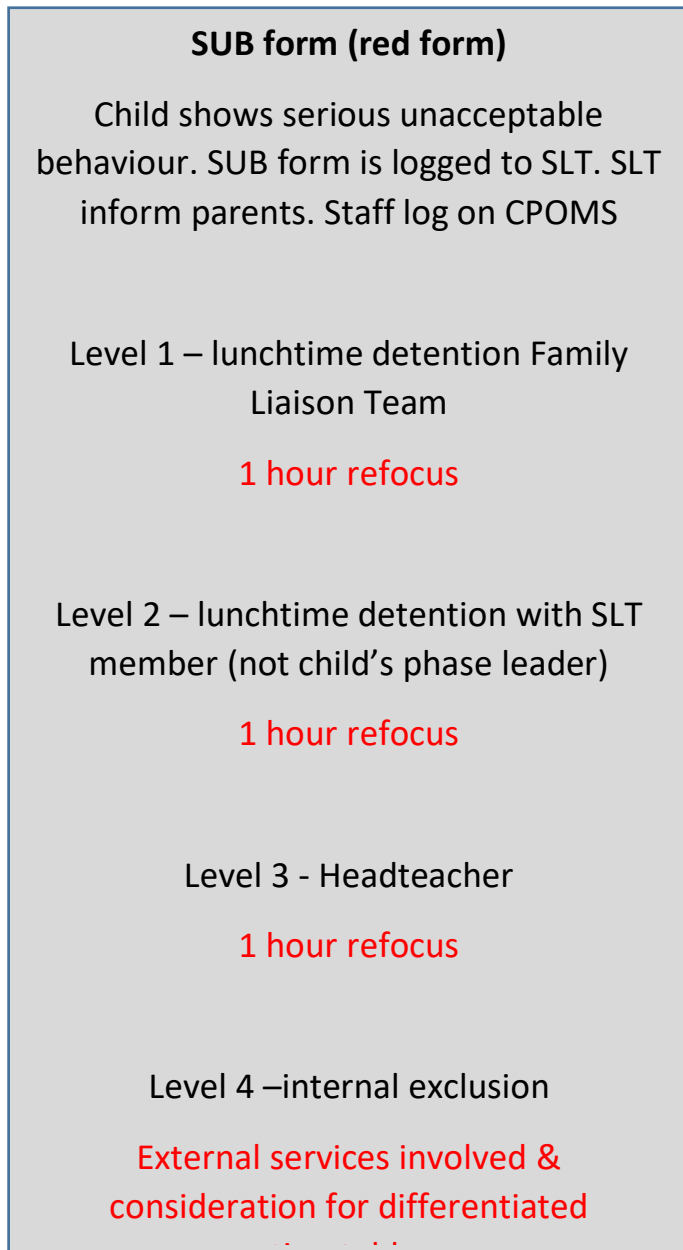 SUB form (red form)
Child shows serious unacceptable
behaviour. SUB form is logged to SLT. SLT
inform parents. Staff log on CPOMS
Level 1 – lunchtime detention Family
Liaison Team
1 hour refocus
Level 2 – lunchtime detention with SLT
member (not child’s phase leader)
1 hour refocus
Level 3 - Headteacher
1 hour refocus
Level 4 –internal exclusion
External services involved &
consideration for differentiated